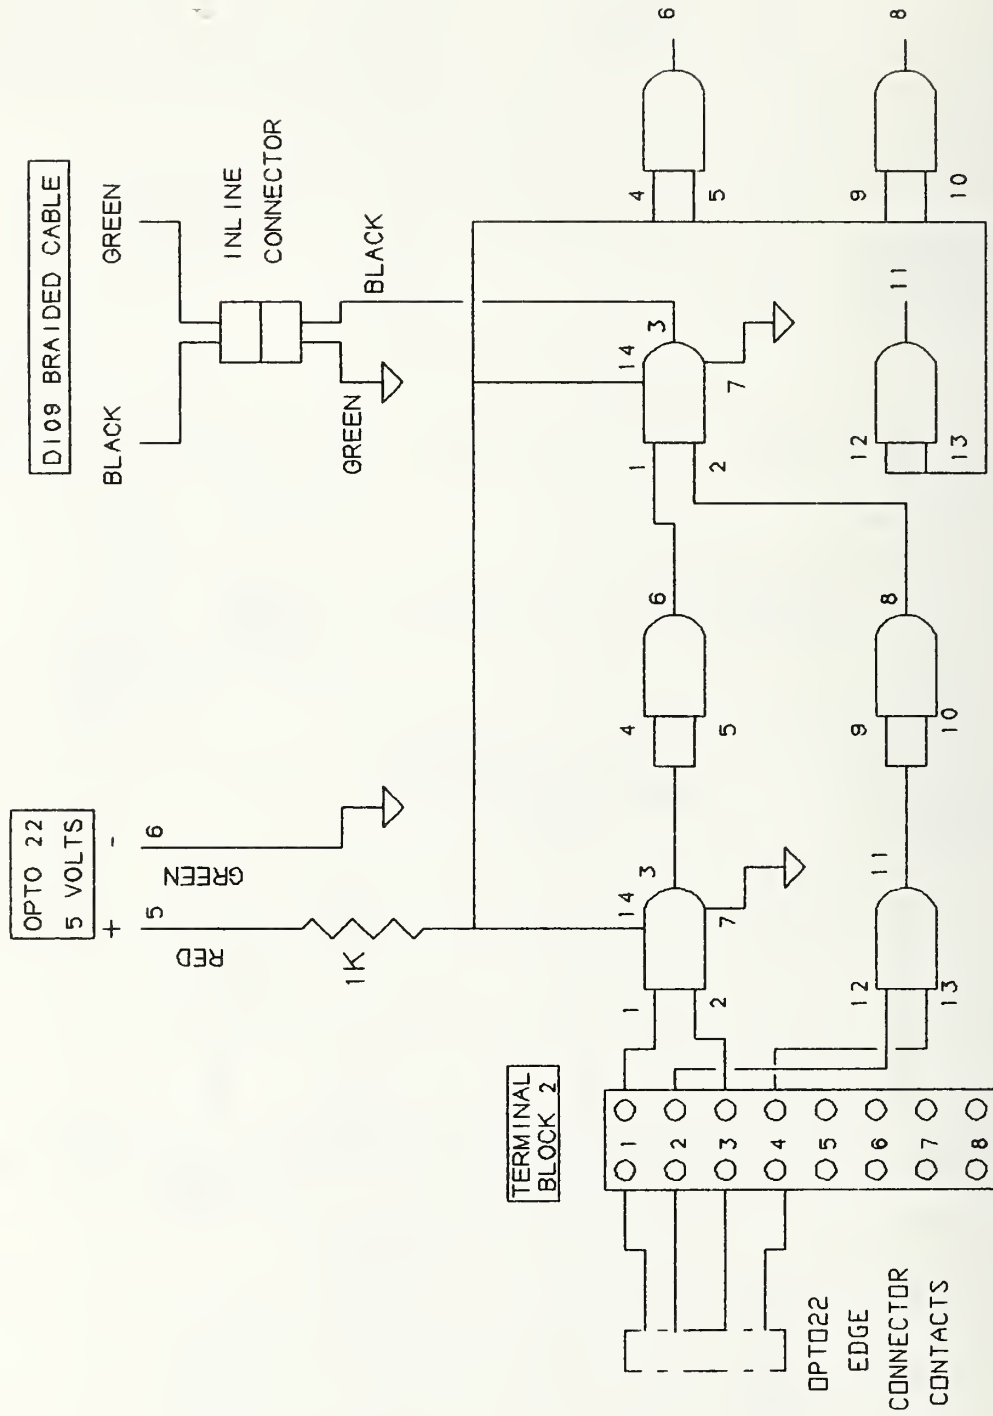 OPTO 22
5 VOLTS
+ -
5 6
RED GREEN
1K
D109 BRAIDED CABLE
BLACK GREEN
INLINE
CONNECTOR
GREEN BLACK
TERMINAL
BLOCK 2
1
2
3
4
5
6
7
8
OPTO22
EDGE
CONNECTOR
CONTACTS
1
2
14
3
7
4
5
6
1
2
14
3
7
4
5
6
12
13
11
9
10
8
12
13
11
9
10
8